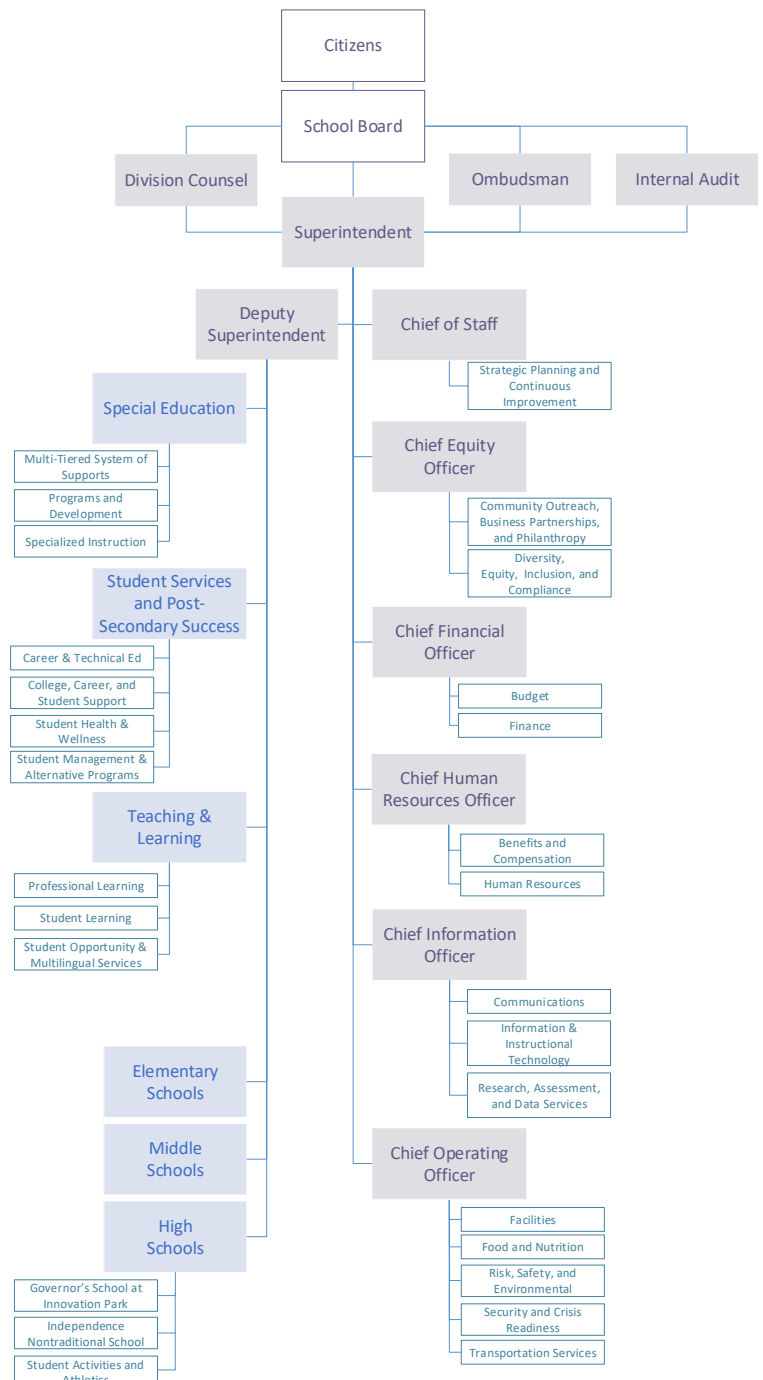 Citizens
School Board
Division Counsel
Ombudsman
Internal Audit
Superintendent
Deputy
Superintendent
Chief of Staff
Strategic Planning and
Continuous
Improvement
Special Education
Multi-Tiered System of
Supports
Programs and
Development
Specialized Instruction
Chief Equity
Officer
Community Outreach,
Business Partnerships,
and Philanthropy
Diversity,
Equity, Inclusion, and
Compliance
Student Services
and Post-
Secondary Success
Career & Technical Ed
College, Career, and
Student Support
Student Health &
Wellness
Student Management &
Alternative Programs
Chief Financial
Officer
Budget
Finance
Teaching &
Learning
Professional Learning
Student Learning
Student Opportunity &
Multilingual Services
Chief Human
Resources Officer
Benefits and
Compensation
Human Resources
Chief Information
Officer
Communications
Information &
Instructional
Technology
Research, Assessment,
and Data Services
Elementary
Schools
Middle
Schools
High
Schools
Governor’s School at
Innovation Park
Independence
Nontraditional School
Student Activities and
Athletics
Chief Operating
Officer
Facilities
Food and Nutrition
Risk, Safety, and
Environmental
Security and Crisis
Readiness
Transportation Services